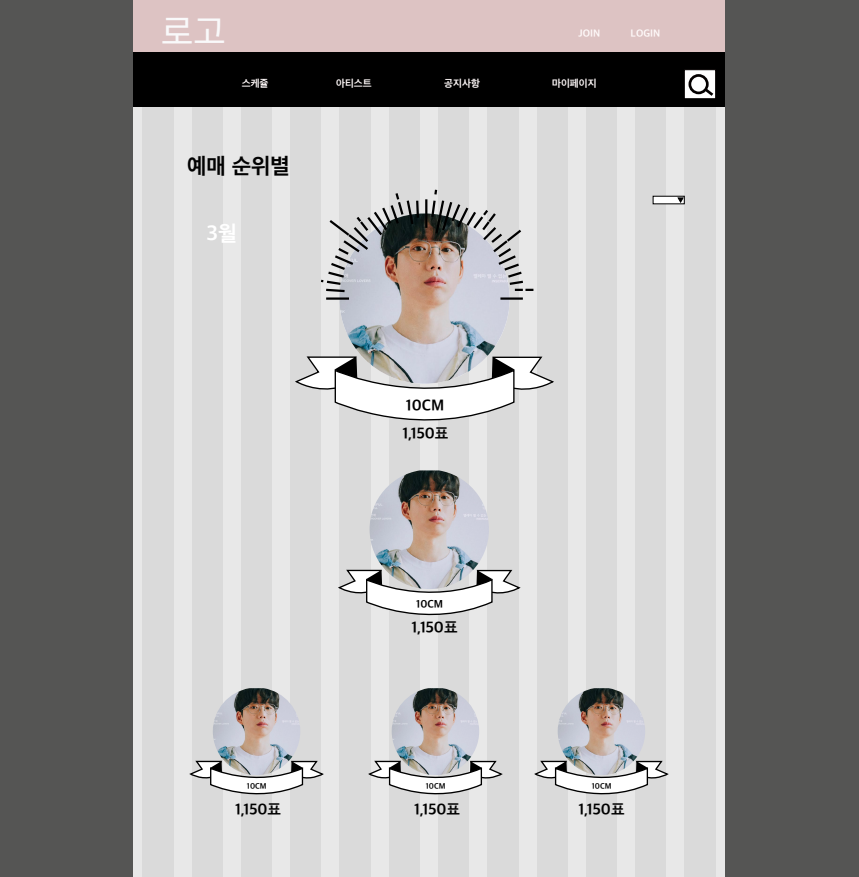 로고
JOIN LOGIN
스케쥴 아티스트 공지사항 마이페이지
예매 순위별
3월
10CM
1,150표
10CM
1,150표
10CM 10CM 10CM
1,150표 1,150표 1,150표